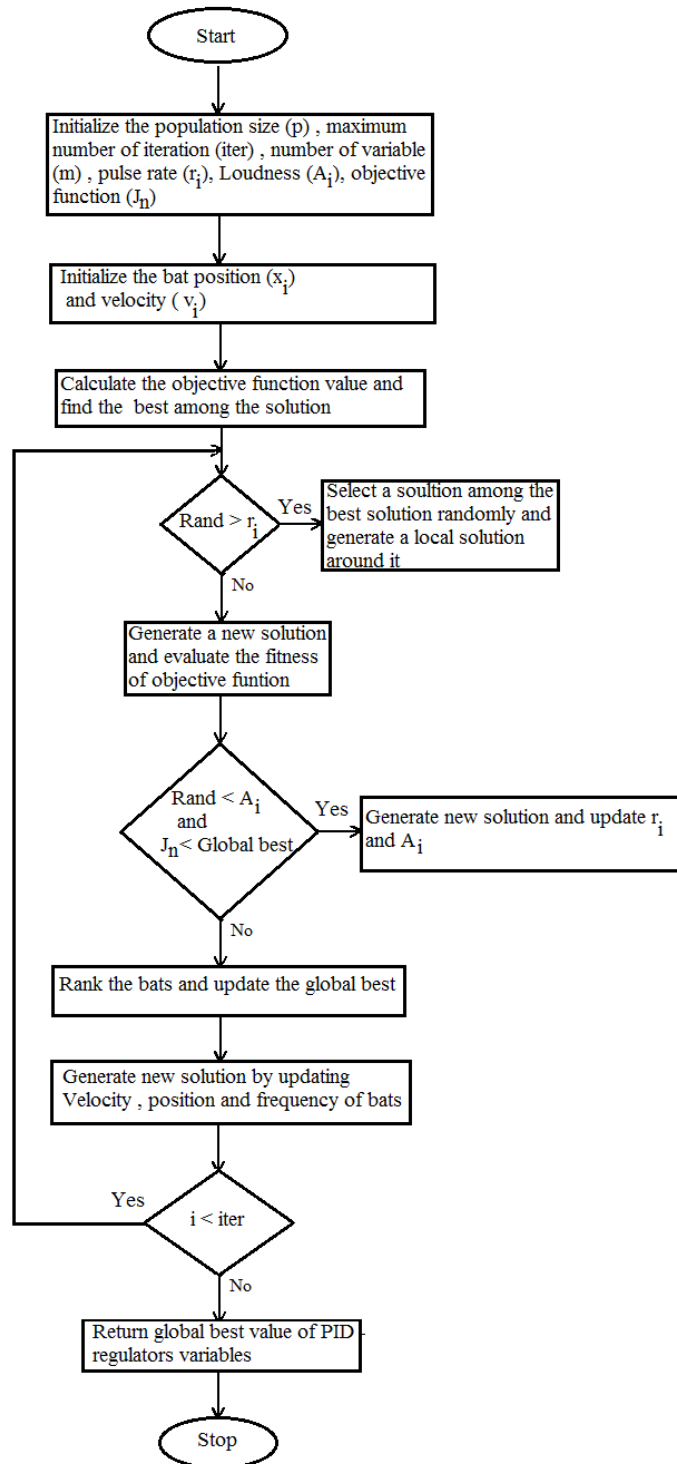 Start
Initialize the population size (p) , maximum
number of iteration (iter) , number of variable
(m) , pulse rate (ri), Loudness (Ai), objective
function (Jn)
Initialize the bat position (xi)
and velocity ( vi)
Calculate the objective function value and
find the best among the solution
Rand > ri
Yes
Select a soultion among the
best solution randomly and
generate a local solution
around it
No
Generate a new solution
and evaluate the fitness
of objective funtion
Rand < Ai
and
Jn< Global best
Yes
Generate new solution and update ri
and Ai
No
Rank the bats and update the global best
Generate new solution by updating
Velocity , position and frequency of bats
Yes
i < iter
No
Return global best value of PID -
regulators variables
Stop